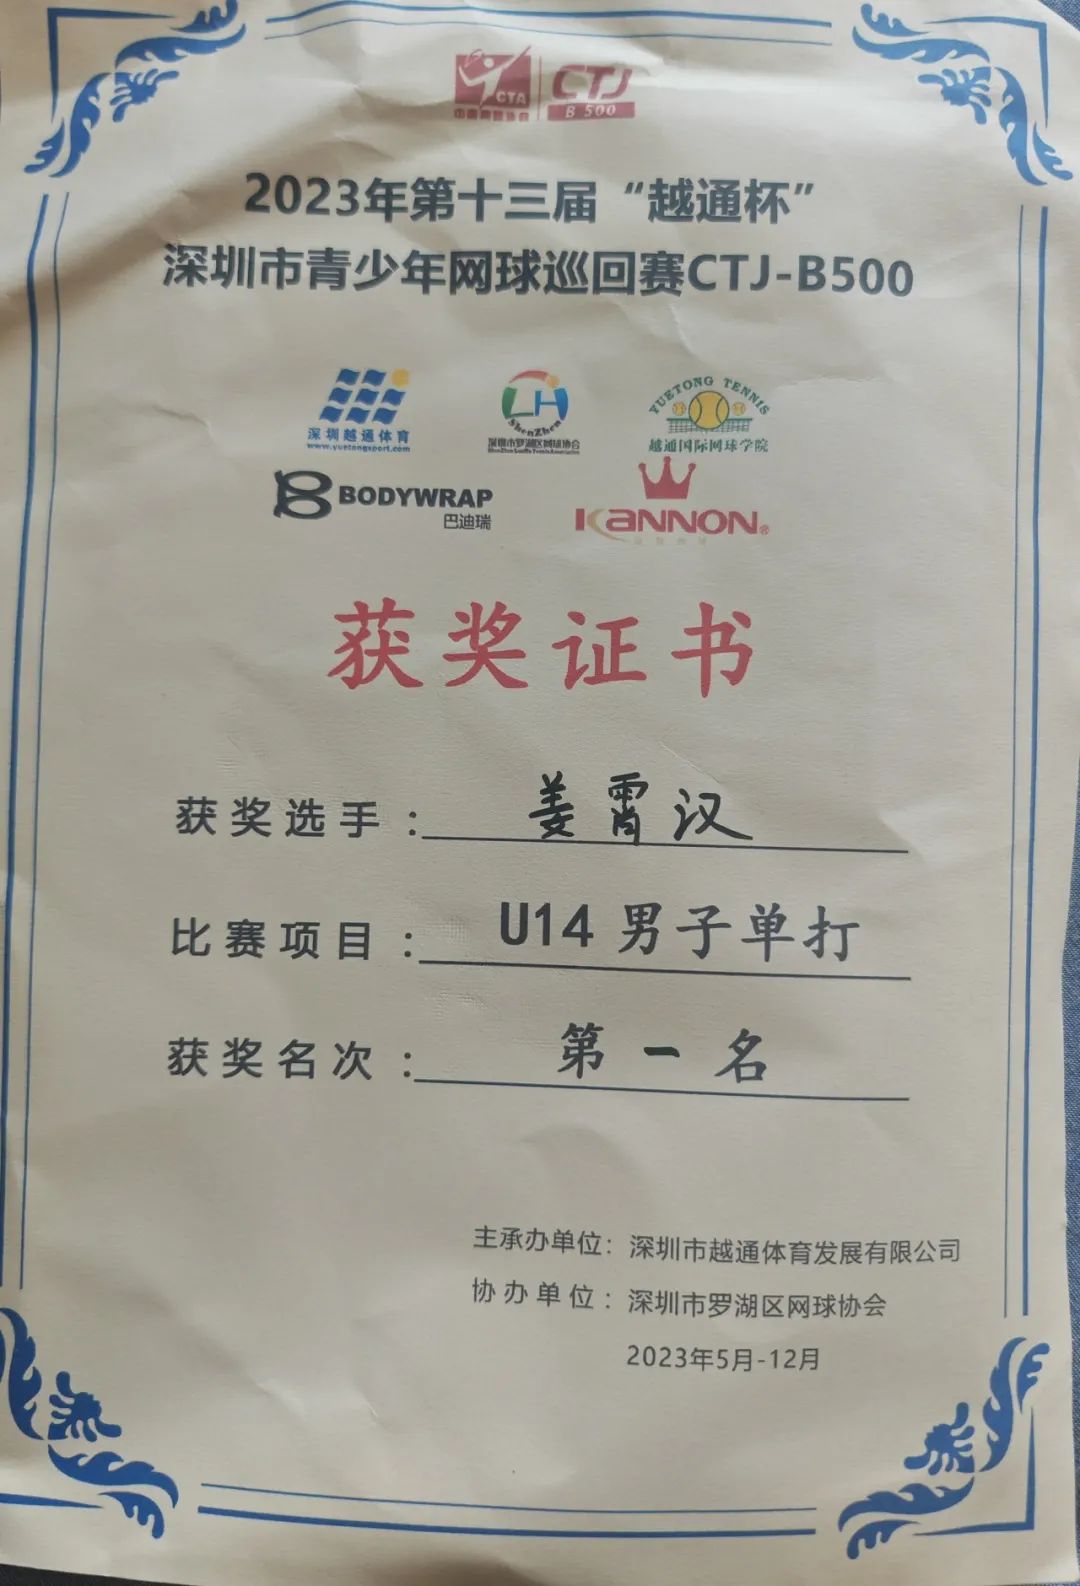 CTA
中国网球协会
CTJ
B 500
2023年第十三届“越通杯”
深圳市青少年网球巡回赛CTJ-B500
深圳越通体育
www.yuetongsport.com
LH
ShenZhen
深圳市罗湖区网球协会
YUETONG TENNIS
越通国际网球学院
BODYWRAP
巴迪瑞
KANNON®
获奖证书
获奖选手：姜霄汉
比赛项目：U14 男子单打
获奖名次：第一名
主承办单位：深圳市越通体育发展有限公司
协办单位：深圳市罗湖区网球协会
2023年5月-12月